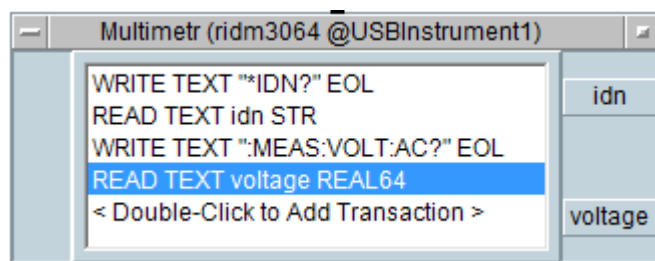 Multimetr (ridm3064 @USBInstrument1)
WRITE TEXT "*IDN?" EOL
READ TEXT idn STR
WRITE TEXT ":MEAS:VOLT:AC?" EOL
READ TEXT voltage REAL64
< Double-Click to Add Transaction >
idn
voltage